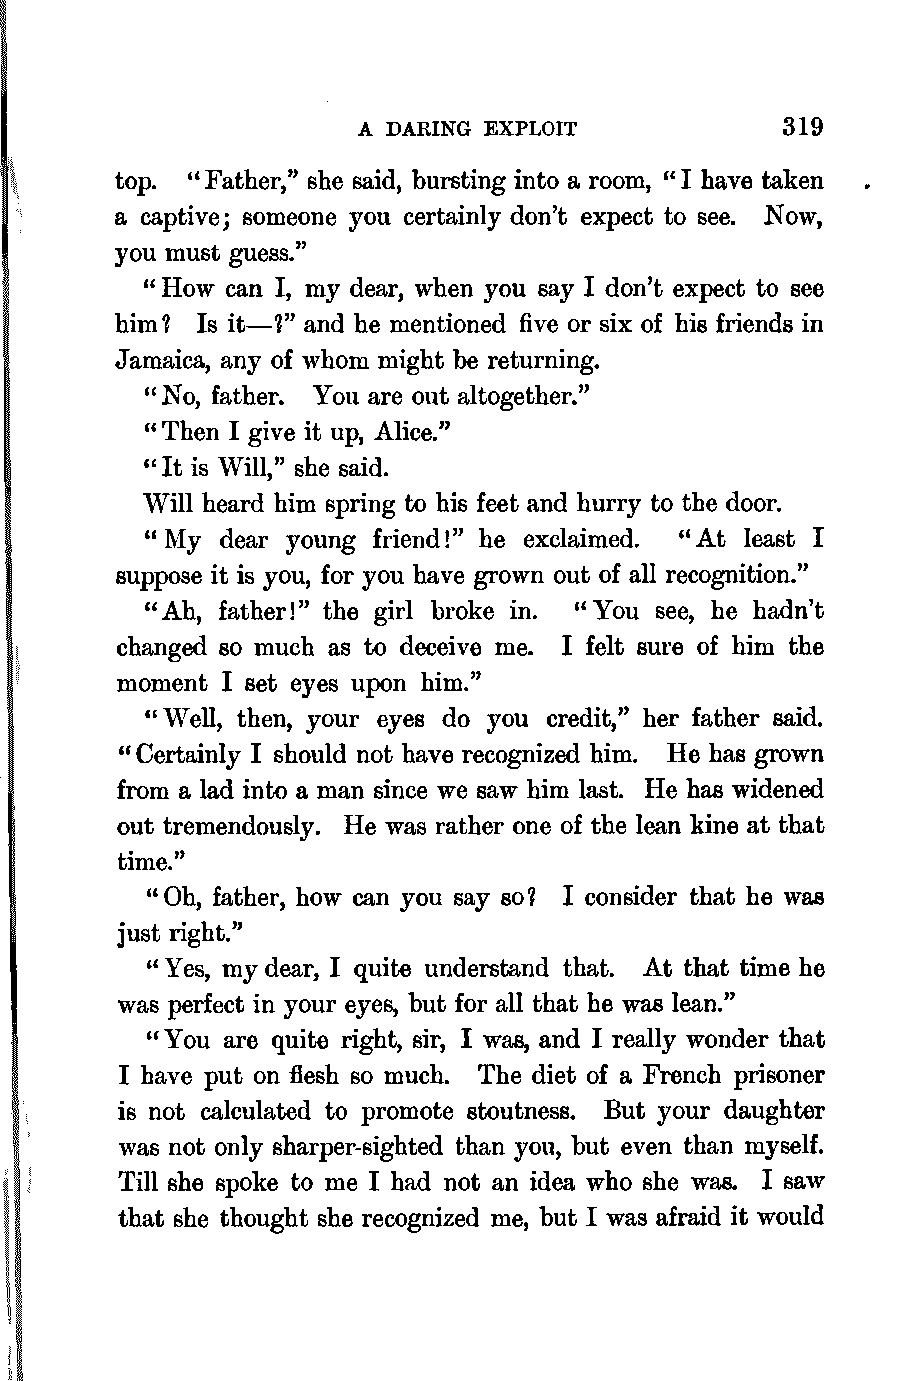 A DARING EXPLOIT 319
top. "Father," she said, bursting into a room, "I have taken
a captive; someone you certainly don't expect to see. Now,
you must guess."
"How can I, my dear, when you say I don't expect to see
him? Is it—?" and he mentioned five or six of his friends in
Jamaica, any of whom might be returning.
"No, father. You are out altogether."
"Then I give it up, Alice."
"It is Will," she said.
Will heard him spring to his feet and hurry to the door.
"My dear young friend!" he exclaimed. "At least I
suppose it is you, for you have grown out of all recognition."
"Ah, father!" the girl broke in. "You see, he hadn't
changed so much as to deceive me. I felt sure of him the
moment I set eyes upon him."
"Well, then, your eyes do you credit," her father said.
"Certainly I should not have recognized him. He has grown
from a lad into a man since we saw him last. He has widened
out tremendously. He was rather one of the lean kine at that
time."
"Oh, father, how can you say so? I consider that he was
just right."
"Yes, my dear, I quite understand that. At that time he
was perfect in your eyes, but for all that he was lean."
"You are quite right, sir, I was, and I really wonder that
I have put on flesh so much. The diet of a French prisoner
is not calculated to promote stoutness. But your daughter
was not only sharper-sighted than you, but even than myself.
Till she spoke to me I had not an idea who she was. I saw
that she thought she recognized me, but I was afraid it would